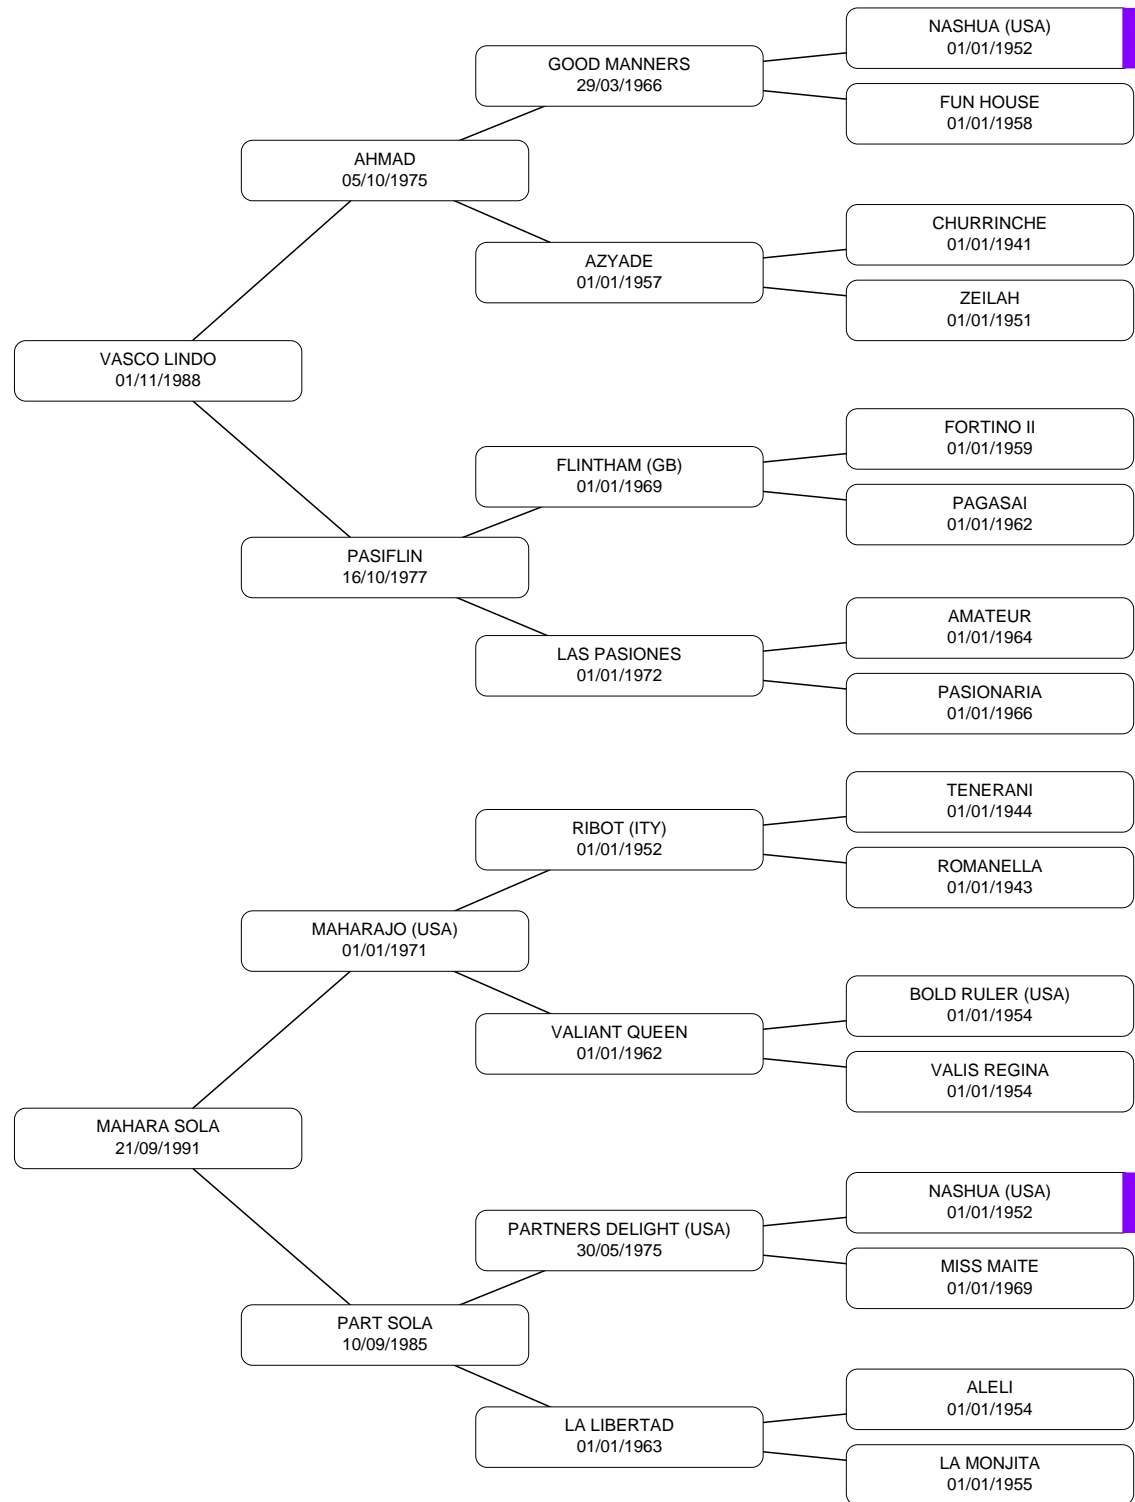 NASHUA (USA)
01/01/1952
GOOD MANNERS
29/03/1966
FUN HOUSE
01/01/1958
AHMAD
05/10/1975
CHURRINCHE
01/01/1941
AZYADE
01/01/1957
ZEILAH
01/01/1951
VASCO LINDO
01/11/1988
FORTINO II
01/01/1959
FLINTHAM (GB)
01/01/1969
PAGASAI
01/01/1962
PASIFLIN
16/10/1977
AMATEUR
01/01/1964
LAS PASIONES
01/01/1972
PASIONARIA
01/01/1966
TENERANI
01/01/1944
RIBOT (ITY)
01/01/1952
ROMANELLA
01/01/1943
MAHARAJO (USA)
01/01/1971
BOLD RULER (USA)
01/01/1954
VALIANT QUEEN
01/01/1962
VALIS REGINA
01/01/1954
MAHARA SOLA
21/09/1991
NASHUA (USA)
01/01/1952
PARTNERS DELIGHT (USA)
30/05/1975
MISS MAITE
01/01/1969
PART SOLA
10/09/1985
ALELI
01/01/1954
LA LIBERTAD
01/01/1963
LA MONJITA
01/01/1955